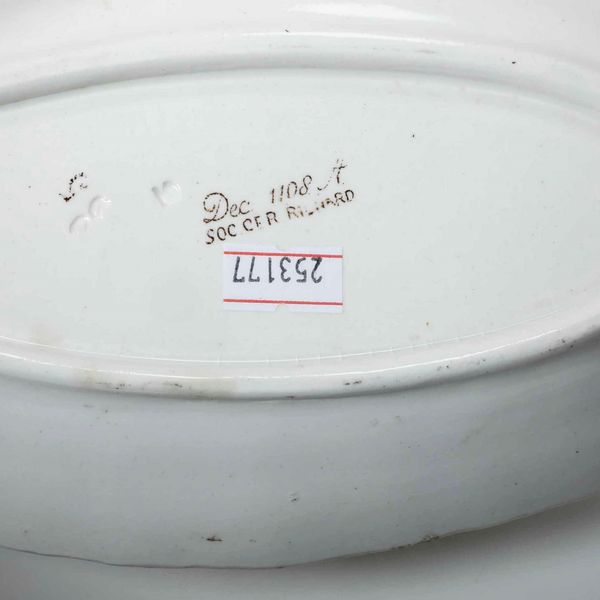 Dec. 1108 A
SOC. CER. RICHARD
253177